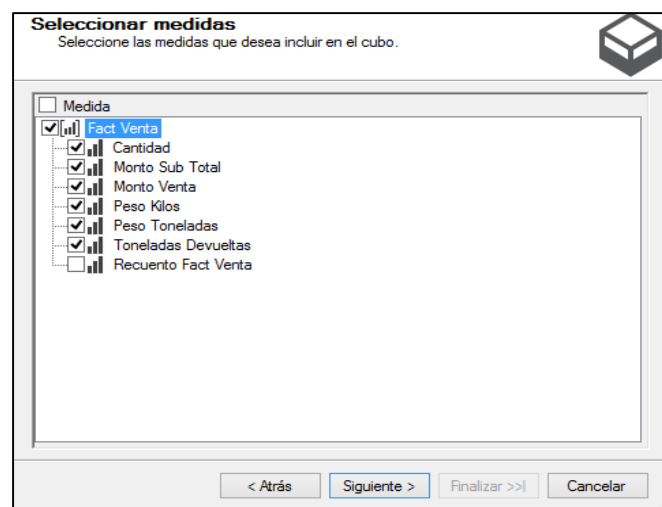 Seleccionar medidas
Seleccione las medidas que desea incluir en el cubo.
Medida
Fact Venta
Cantidad
Monto Sub Total
Monto Venta
Peso Kilos
Peso Toneladas
Toneladas Devueltas
Recuento Fact Venta
< Atrás Siguiente > Finalizar >>| Cancelar